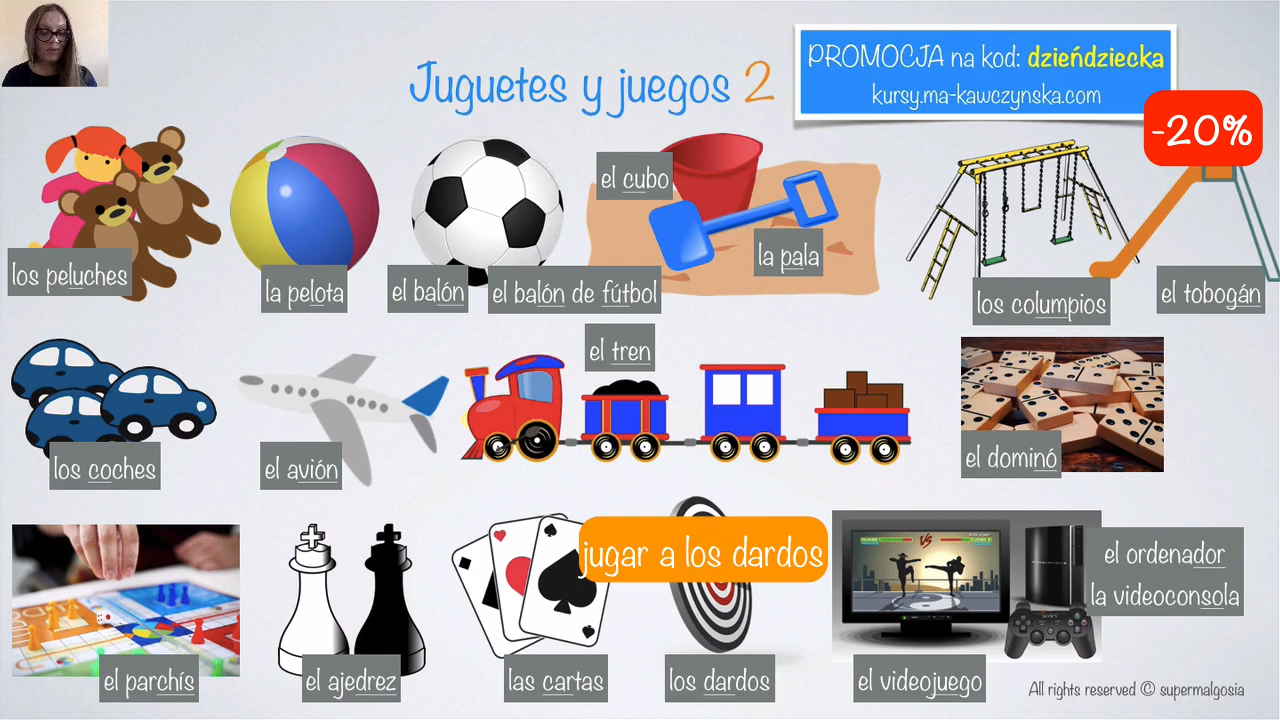 PROMOCJA na kod: dzieńdziecka
kursy.ma-kawczynska.com
-20%
Juguetes y juegos 2
los peluches
la pelota
el balón
el balón de fútbol
el cubo
la pala
los columpios
el tobogán
los coches
el avión
el tren
el dominó
el parchís
el ajedrez
las cartas
jugar a los dardos
los dardos
el videojuego
el ordenador
la videoconsola
All rights reserved © supermalgosia